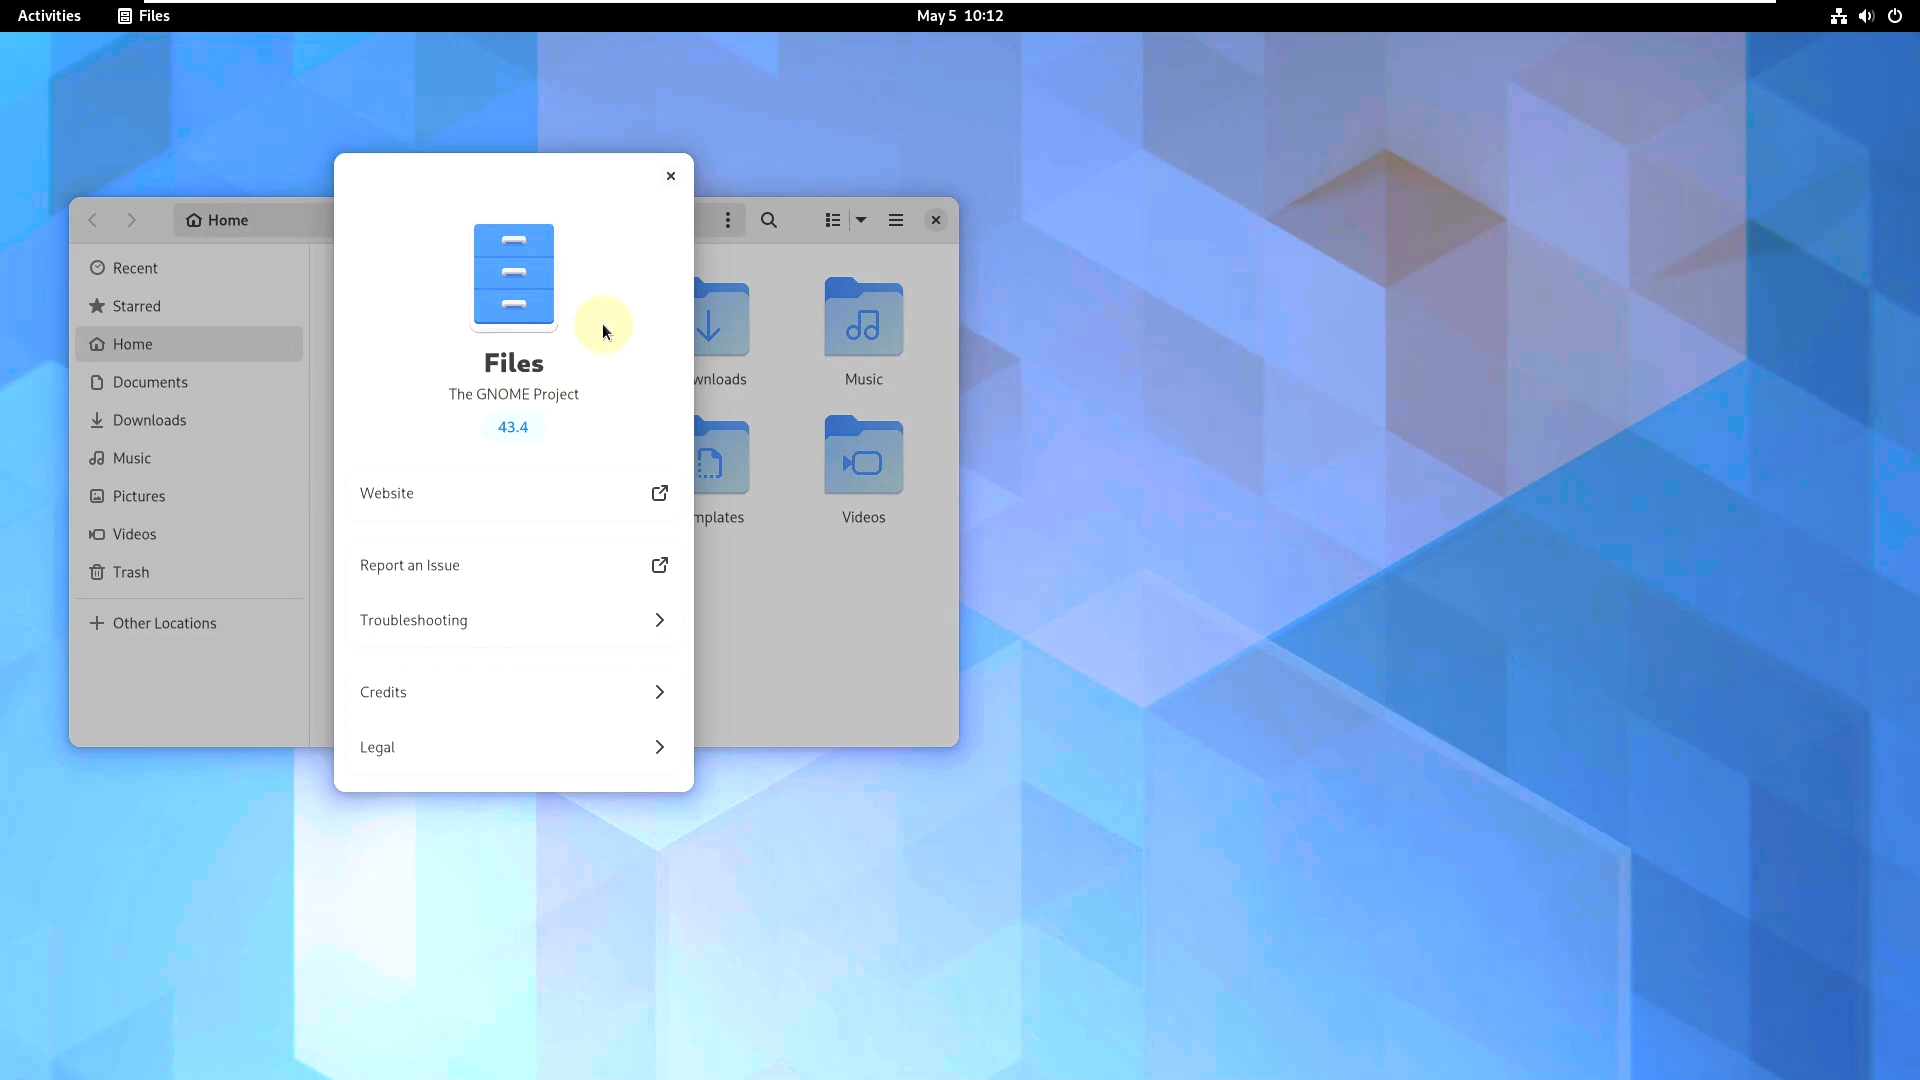 Activities
Files
May 5 10:12
Home
Recent
Starred
Home
Documents
Downloads
Music
Pictures
Videos
Trash
Other Locations
Files
The GNOME Project
43.4
Website
Report an Issue
Troubleshooting
Credits
Legal
wnloads
Music
mplates
Videos